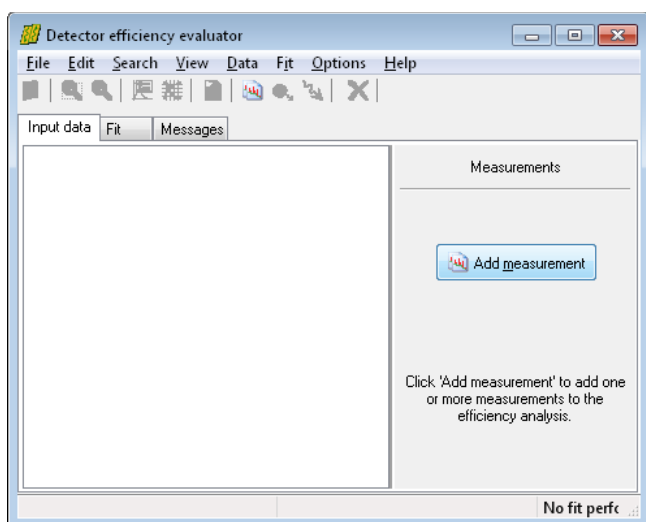 Detector efficiency evaluator
File Edit Search View Data Fit Options Help
Input data Fit Messages
Measurements
Add measurement
Click 'Add measurement' to add one
or more measurements to the
efficiency analysis.
No fit perfc